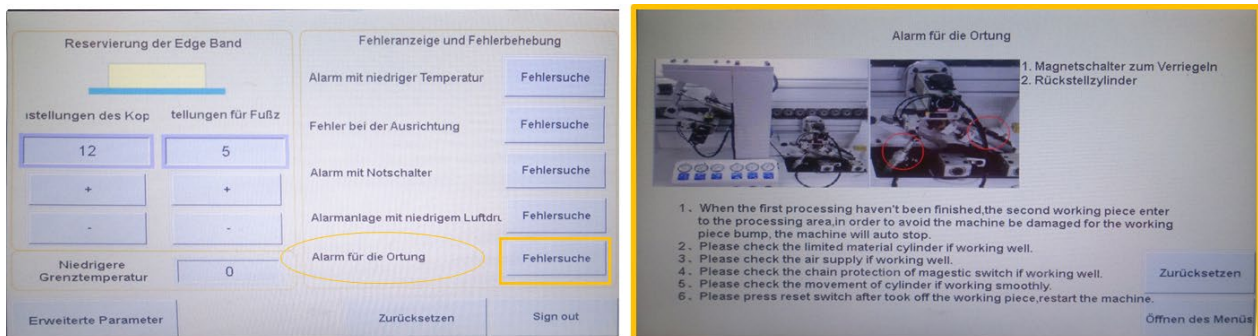 Reservierung der Edge Band
Fehleranzeige und Fehlerbehebung
Alarm mit niedriger Temperatur
Fehlersuche
istellungen des Kop
tellungen für Fußz
Fehler bei der Ausrichtung
Fehlersuche
12
5
Alarm mit Notschalter
Fehlersuche
+
+
Alarmanlage mit niedrigem Luftdru
Fehlersuche
-
-
Alarm für die Ortung
Fehlersuche
Niedrigere
Grenztemperatur
0
Erweiterte Parameter
Zurücksetzen
Sign out
Alarm für die Ortung
1. Magnetschalter zum Verriegeln
2. Rückstellzylinder
1. When the first processing haven't been finished,the second working piece enter
to the processing area,in order to avoid the machine be damaged for the working
piece bump, the machine will auto stop.
2. Please check the limited material cylinder if working well.
3. Please check the air supply if working well.
4. Please check the chain protection of magestic switch if working well.
5. Please check the movement of cylinder if working smoothly.
6. Please press reset switch after took off the working piece,restart the machine.
Zurücksetzen
Öffnen des Menüs